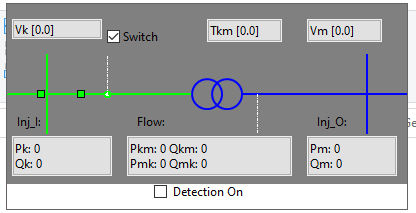 Vk [0.0]
Switch
Tkm [0.0]
Vm [0.0]
Inj_I:
Flow:
Inj_O:
Pk: 0
Qk: 0
Pkm: 0 Qkm: 0
Pmk: 0 Qmk: 0
Pm: 0
Qm: 0
Detection On